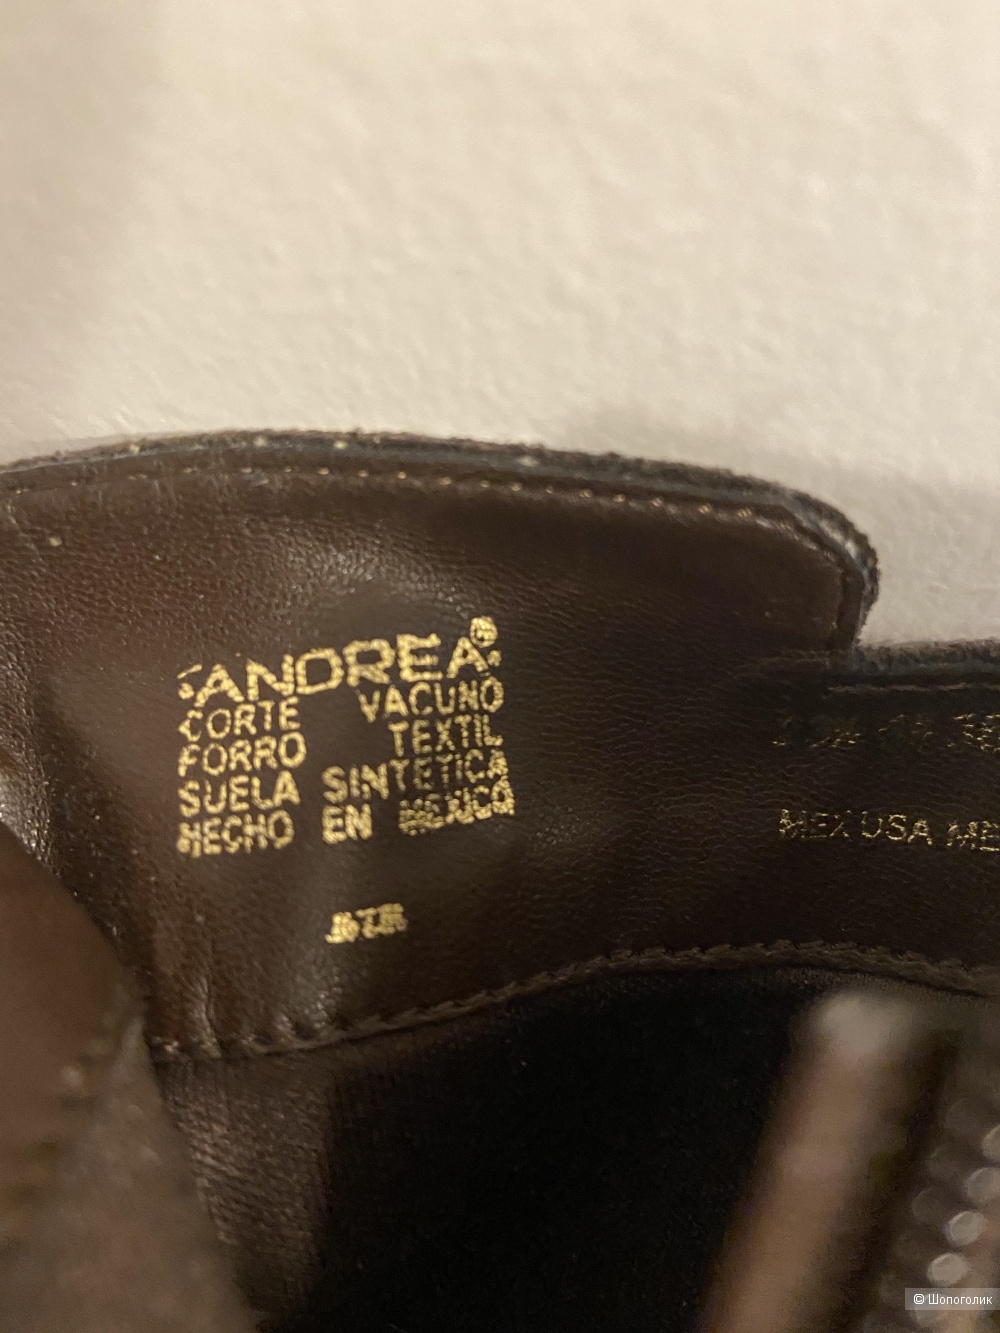 ANDREA®
CORTE VACUNO
FORRO TEXTIL
SUELA SINTETICA
HECHO EN MEXICO
MEX USA
© Шопоголик